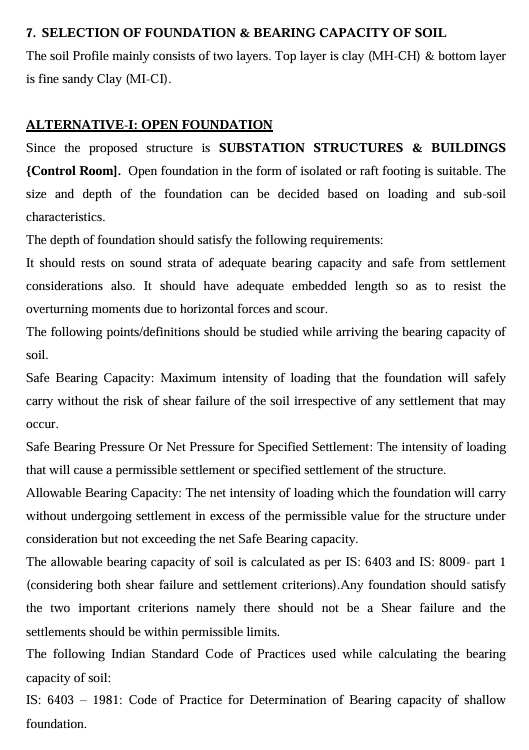 7. SELECTION OF FOUNDATION & BEARING CAPACITY OF SOIL
The soil Profile mainly consists of two layers. Top layer is clay (MH-CH) & bottom layer
is fine sandy Clay (MI-CI).
ALTERNATIVE-I: OPEN FOUNDATION
Since the proposed structure is SUBSTATION STRUCTURES & BUILDINGS
{Control Room]. Open foundation in the form of isolated or raft footing is suitable. The
size and depth of the foundation can be decided based on loading and sub-soil
characteristics.
The depth of foundation should satisfy the following requirements:
It should rests on sound strata of adequate bearing capacity and safe from settlement
considerations also. It should have adequate embedded length so as to resist the
overturning moments due to horizontal forces and scour.
The following points/definitions should be studied while arriving the bearing capacity of
soil.
Safe Bearing Capacity: Maximum intensity of loading that the foundation will safely
carry without the risk of shear failure of the soil irrespective of any settlement that may
occur.
Safe Bearing Pressure Or Net Pressure for Specified Settlement: The intensity of loading
that will cause a permissible settlement or specified settlement of the structure.
Allowable Bearing Capacity: The net intensity of loading which the foundation will carry
without undergoing settlement in excess of the permissible value for the structure under
consideration but not exceeding the net Safe Bearing capacity.
The allowable bearing capacity of soil is calculated as per IS: 6403 and IS: 8009- part 1
(considering both shear failure and settlement criterions).Any foundation should satisfy
the two important criterions namely there should not be a Shear failure and the
settlements should be within permissible limits.
The following Indian Standard Code of Practices used while calculating the bearing
capacity of soil:
IS: 6403 – 1981: Code of Practice for Determination of Bearing capacity of shallow
foundation.